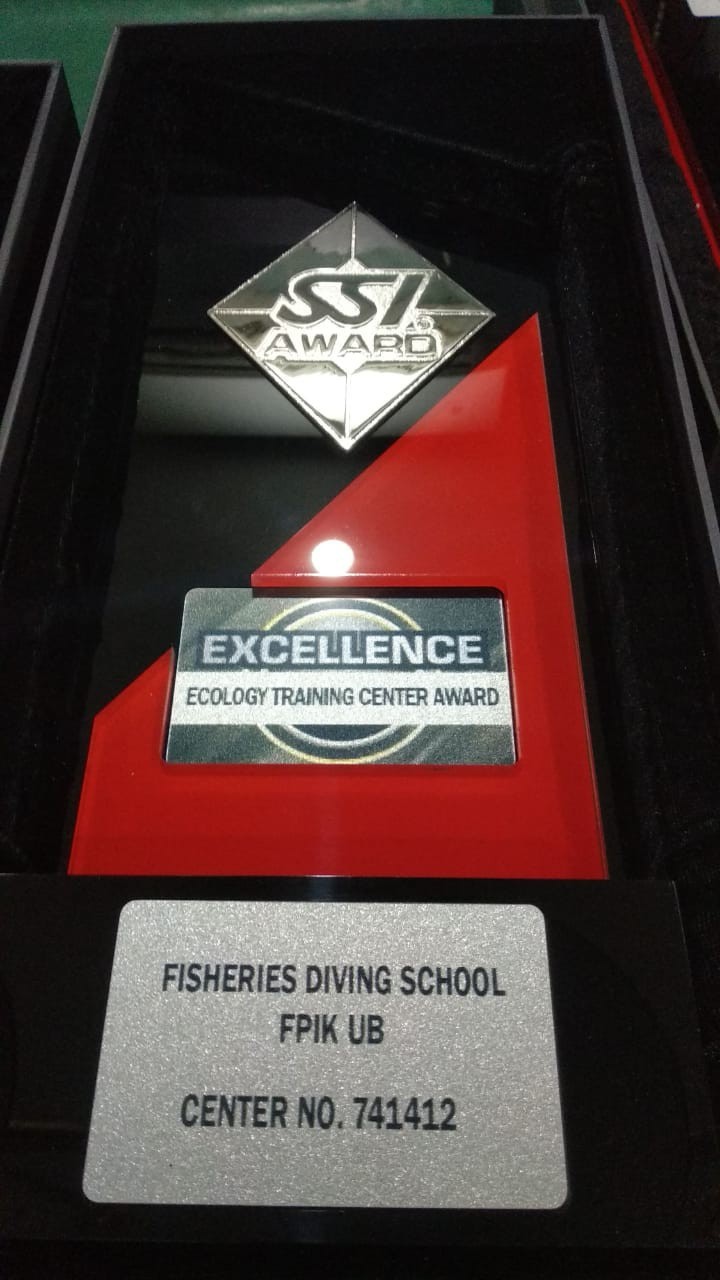 SSI®
AWARD
EXCELLENCE
ECOLOGY TRAINING CENTER AWARD
FISHERIES DIVING SCHOOL
FPIK UB
CENTER NO. 741412